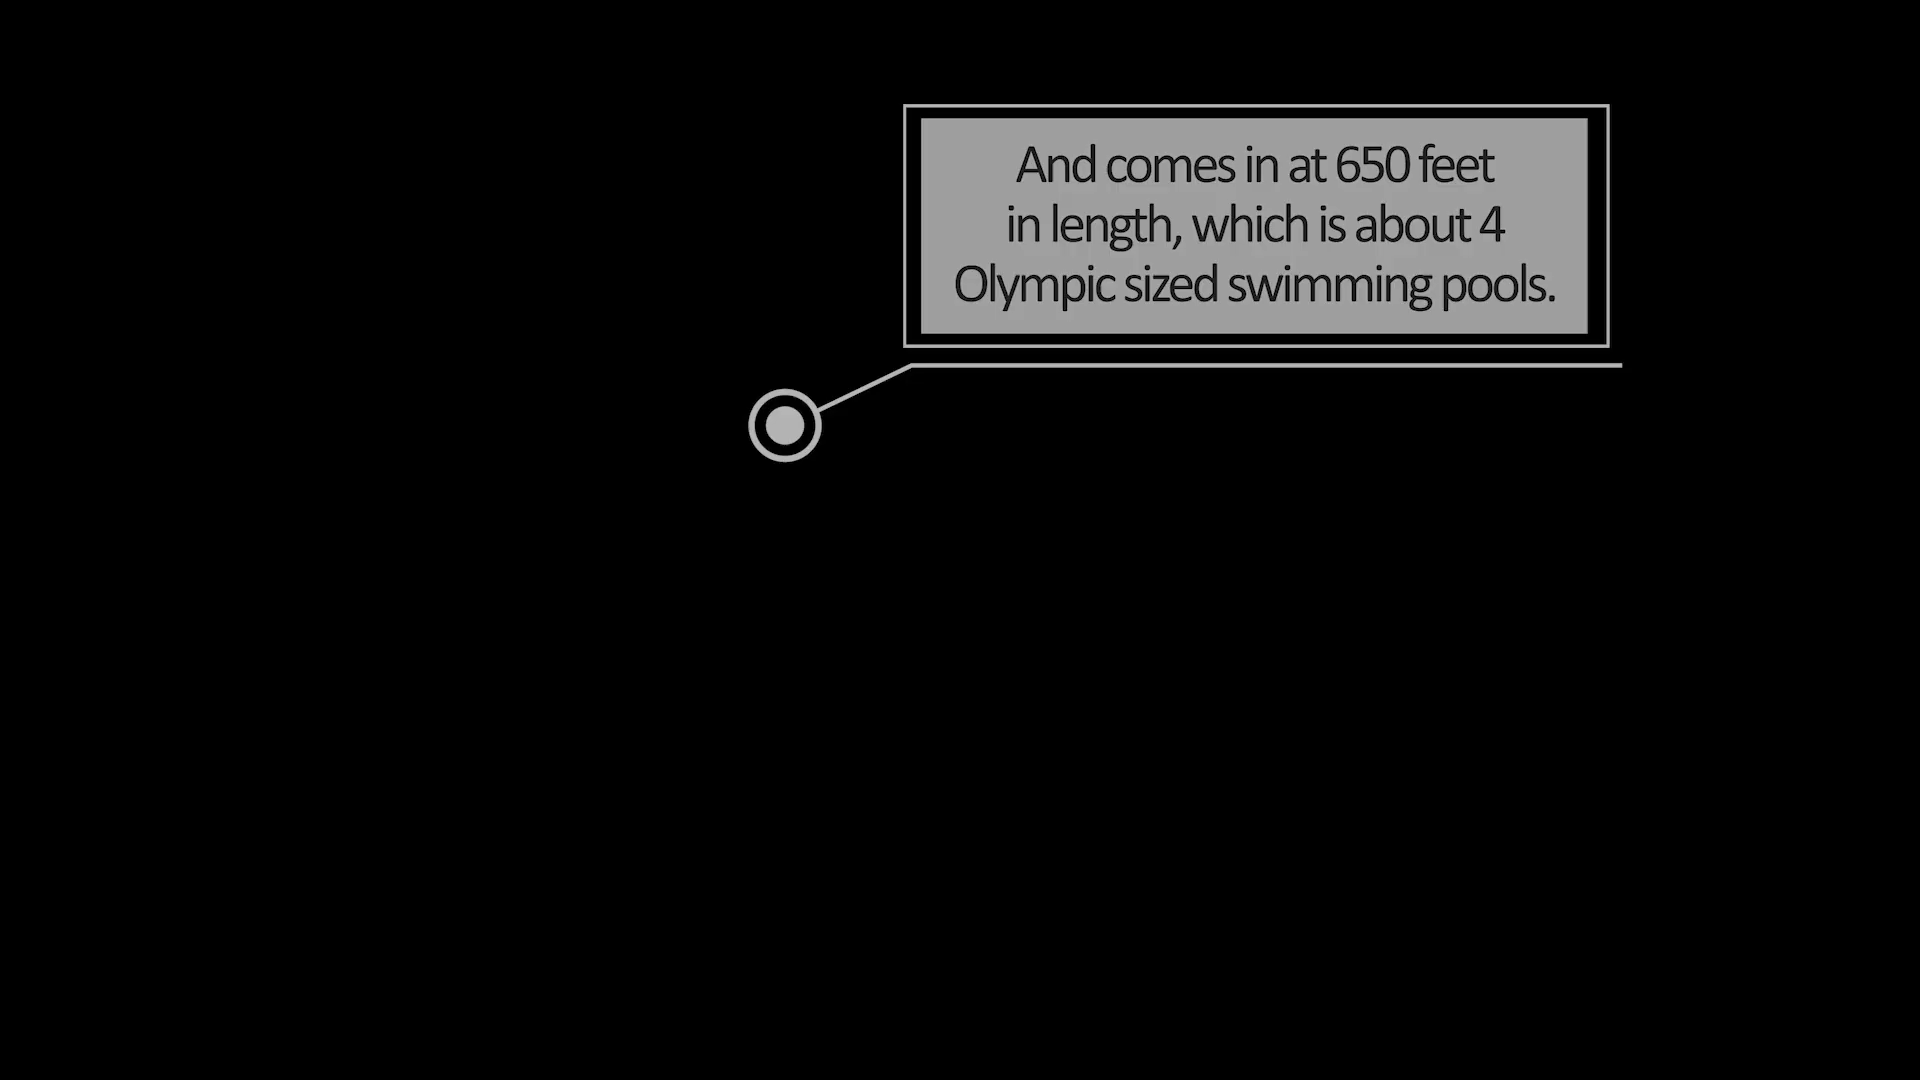 And comes in at 650 feet
in length, which is about 4
Olympic sized swimming pools.